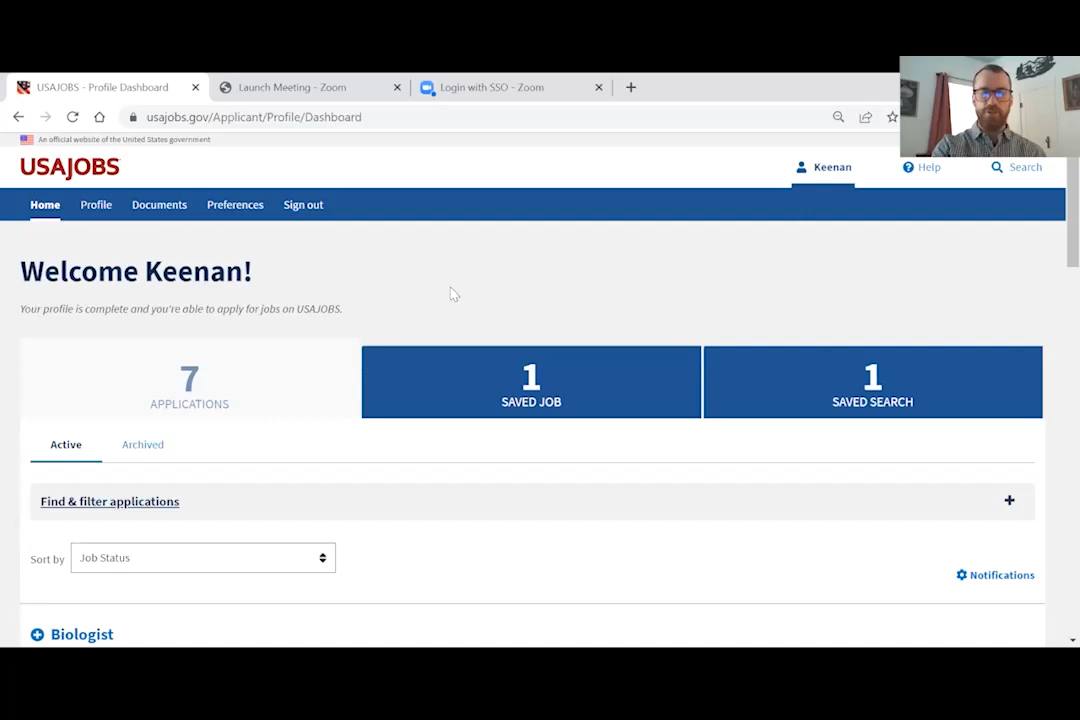 USAJOBS - Profile Dashboard
Launch Meeting - Zoom
Login with SSO - Zoom
usajobs.gov/Applicant/Profile/Dashboard
An official website of the United States government
USAJOBS
Keenan
Help
Search
Home
Profile
Documents
Preferences
Sign out
Welcome Keenan!
Your profile is complete and you're able to apply for jobs on USAJOBS.
7
APPLICATIONS
1
SAVED JOB
1
SAVED SEARCH
Active
Archived
Find & filter applications
Sort by
Job Status
Notifications
Biologist